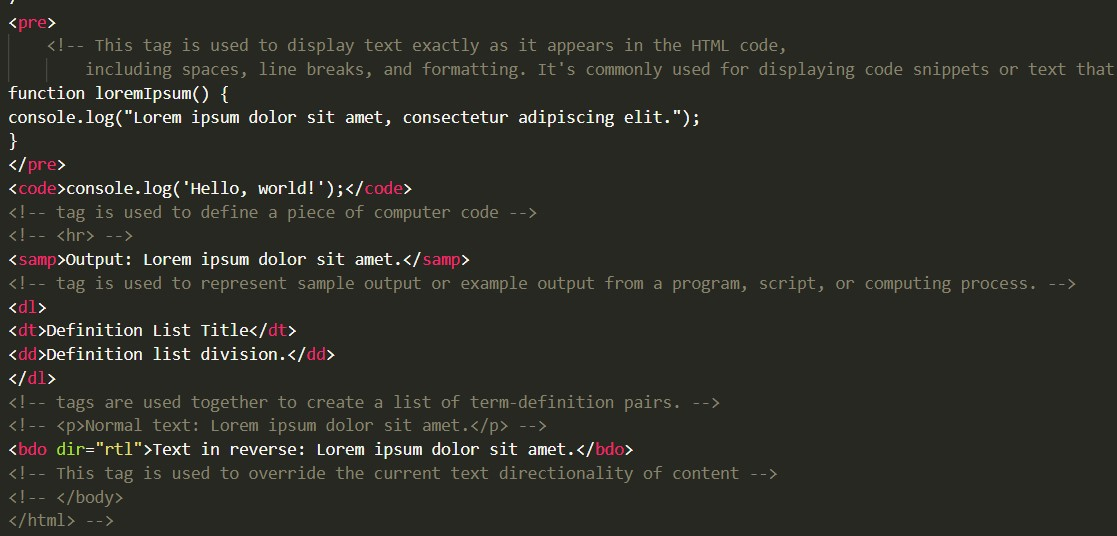 <pre>
    <!-- This tag is used to display text exactly as it appears in the HTML code,
        including spaces, line breaks, and formatting. It's commonly used for displaying code snippets or text that
function loremIpsum() {
console.log("Lorem ipsum dolor sit amet, consectetur adipiscing elit.");
}
</pre>
<code>console.log('Hello, world!');</code>
<!-- tag is used to define a piece of computer code -->
<!-- <hr> -->
<samp>Output: Lorem ipsum dolor sit amet.</samp>
<!-- tag is used to represent sample output or example output from a program, script, or computing process. -->
<dl>
<dt>Definition List Title</dt>
<dd>Definition list division.</dd>
</dl>
<!-- tags are used together to create a list of term-definition pairs. -->
<!-- <p>Normal text: Lorem ipsum dolor sit amet.</p> -->
<bdo dir="rtl">Text in reverse: Lorem ipsum dolor sit amet.</bdo>
<!-- This tag is used to override the current text directionality of content -->
<!-- </body>
</html> -->